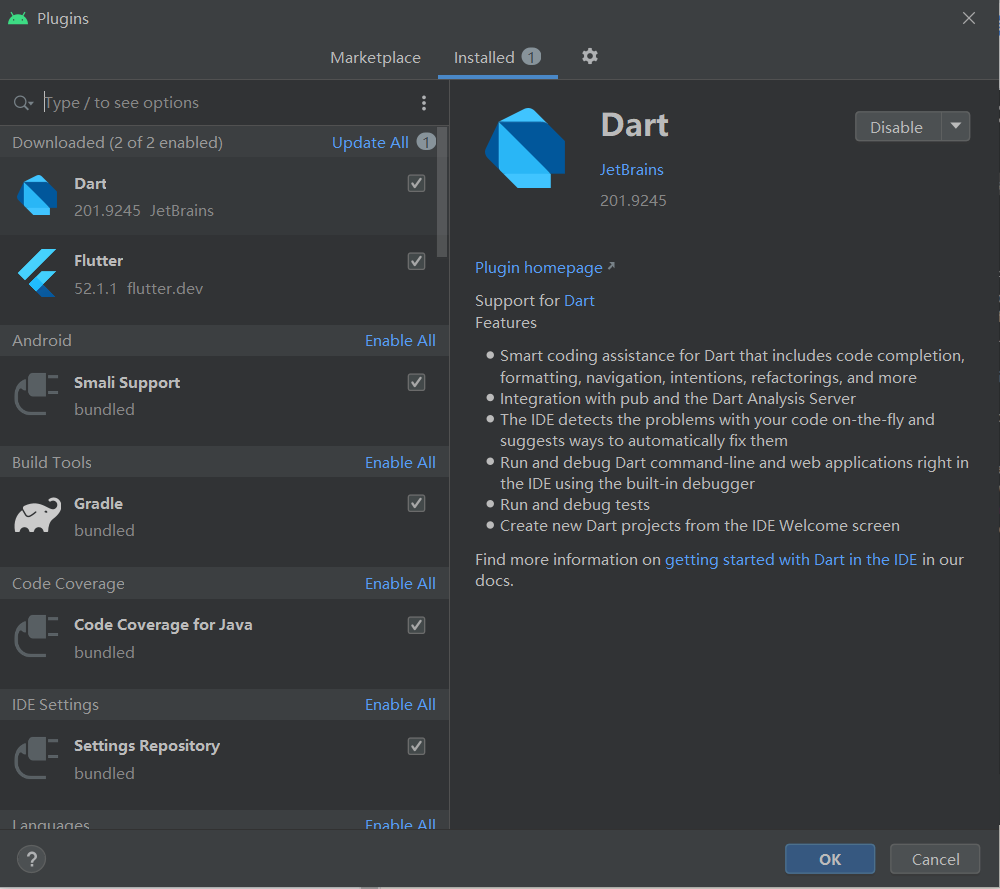 Plugins
Marketplace Installed 1
Type / to see options
Downloaded (2 of 2 enabled) Update All 1
Dart
201.9245 JetBrains
Flutter
52.1.1 flutter.dev
Android Enable All
Smali Support
bundled
Build Tools Enable All
Gradle
bundled
Code Coverage Enable All
Code Coverage for Java
bundled
IDE Settings Enable All
Settings Repository
bundled
Languages Enable All
Dart
Disable
JetBrains
201.9245
Plugin homepage
Support for Dart
Features
Smart coding assistance for Dart that includes code completion,
formatting, navigation, intentions, refactorings, and more
Integration with pub and the Dart Analysis Server
The IDE detects the problems with your code on-the-fly and
suggests ways to automatically fix them
Run and debug Dart command-line and web applications right in
the IDE using the built-in debugger
Run and debug tests
Create new Dart projects from the IDE Welcome screen
Find more information on getting started with Dart in the IDE in our
docs.
? OK Cancel